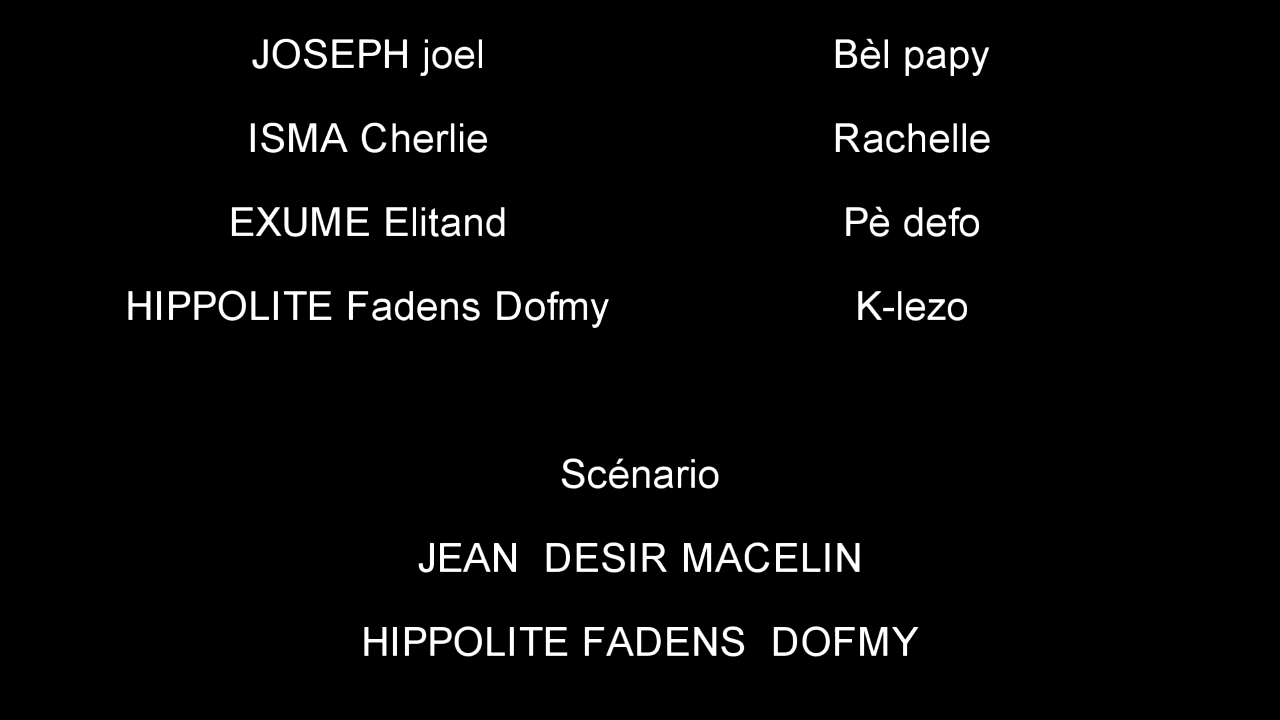 JOSEPH joel Bèl papy
ISMA Cherlie Rachelle
EXUME Elitand Pè defo
HIPPOLITE Fadens Dofmy K-lezo
Scénario
JEAN DESIR MACELIN
HIPPOLITE FADENS DOFMY